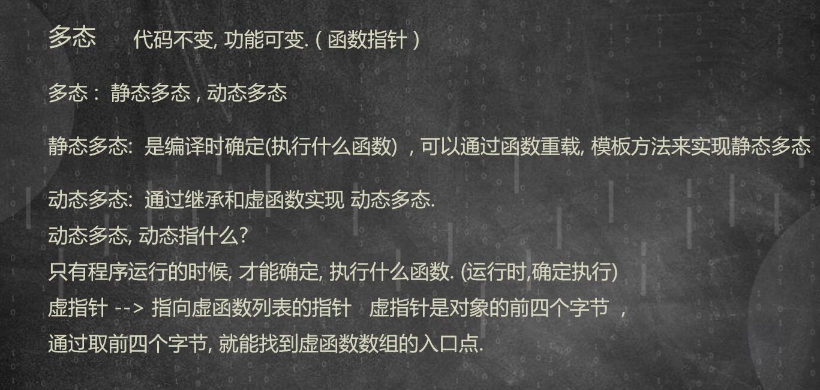 多态 代码不变, 功能可变. ( 函数指针 )
多态 : 静态多态 , 动态多态
静态多态: 是编译时确定(执行什么函数) , 可以通过函数重载, 模板方法来实现静态多态
动态多态: 通过继承和虚函数实现 动态多态.
动态多态, 动态指什么?
只有程序运行的时候, 才能确定, 执行什么函数. (运行时,确定执行)
虚指针 --> 指向虚函数列表的指针 虚指针是对象的前四个字节 ,
通过取前四个字节, 就能找到虚函数数组的入口点.